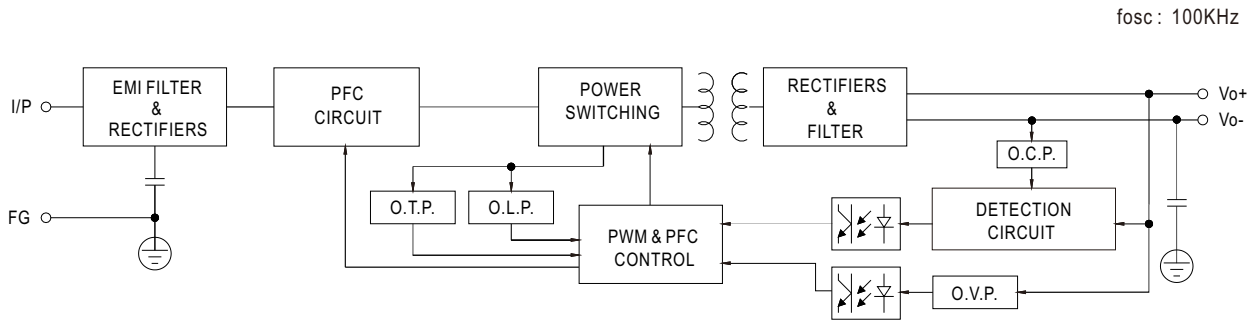 fosc : 100KHz
I/P
EMI FILTER
&
RECTIFIERS
PFC
CIRCUIT
POWER
SWITCHING
RECTIFIERS
&
FILTER
Vo+
Vo-
O.C.P.
O.T.P.
O.L.P.
FG
PWM & PFC
CONTROL
DETECTION
CIRCUIT
O.V.P.